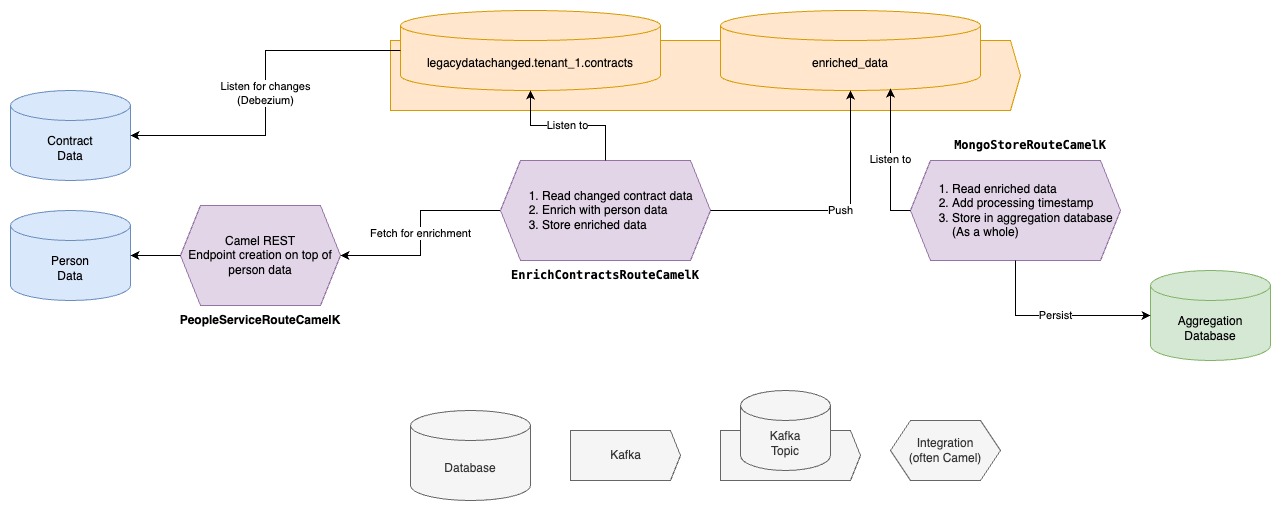 legacydatachanged.tenant_1.contracts
enriched_data
Listen for changes
(Debezium)
Contract
Data
Listen to
Listen to
MongoStoreRouteCamelK
1. Read changed contract data
2. Enrich with person data
3. Store enriched data
1. Read enriched data
2. Add processing timestamp
3. Store in aggregation database
(As a whole)
Push
Fetch for enrichment
Person
Data
Camel REST
Endpoint creation on top of
person data
EnrichContractsRouteCamelK
PeopleServiceRouteCamelK
Persist
Aggregation
Database
Database
Kafka
Kafka
Topic
Integration
(often Camel)